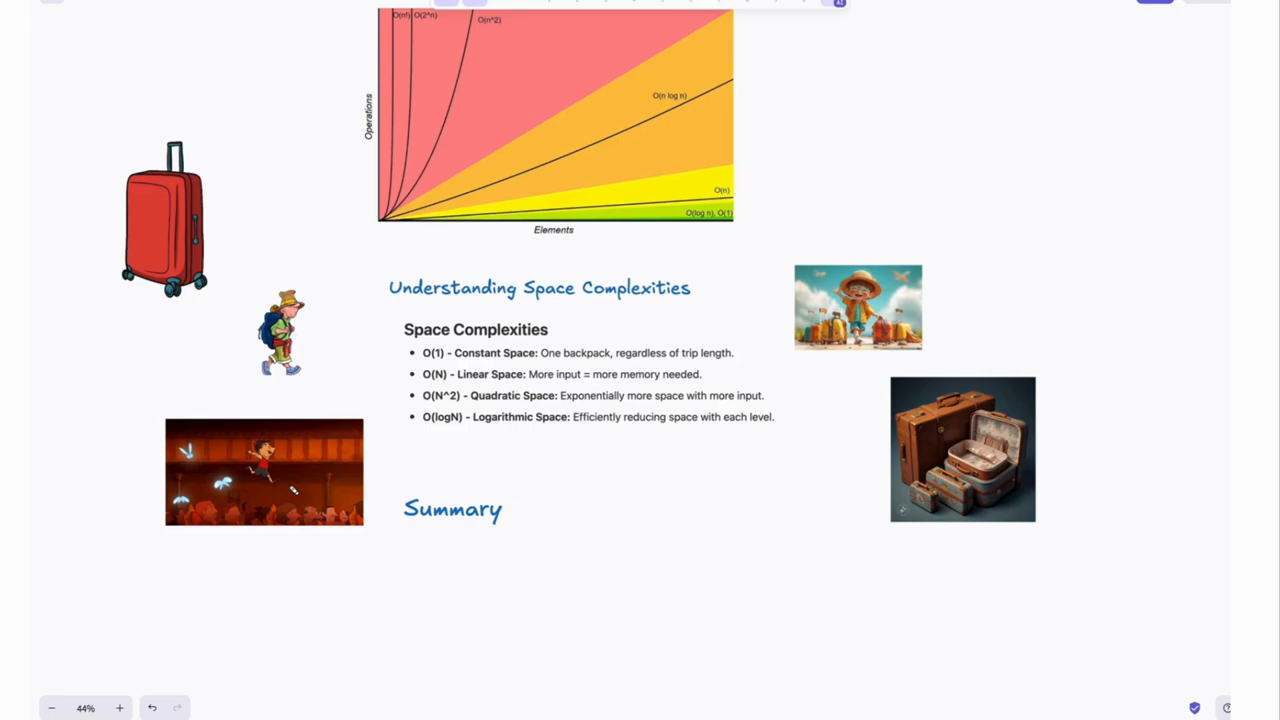 O(n!) O(2^n) O(n^2)
O(n log n)
Operations
O(n)
O(log n), O(1)
Elements
Understanding Space Complexities
Space Complexities
• O(1) - Constant Space: One backpack, regardless of trip length.
• O(N) - Linear Space: More input = more memory needed.
• O(N^2) - Quadratic Space: Exponentially more space with more input.
• O(logN) - Logarithmic Space: Efficiently reducing space with each level.
Summary
44%